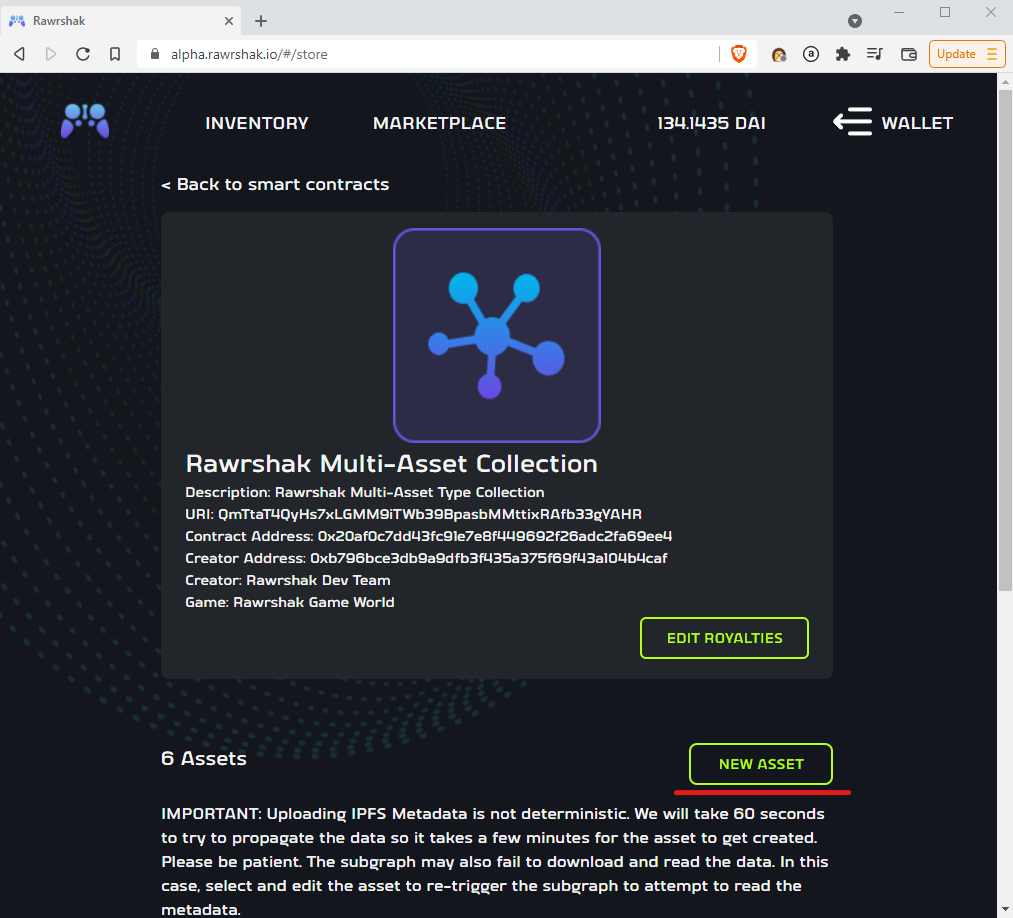 Rawrshak
alpha.rawrshak.io/#/store
Update
INVENTORY
MARKETPLACE
134.1435 DAI
WALLET
< Back to smart contracts
Rawrshak Multi-Asset Collection
Description: Rawrshak Multi-Asset Type Collection
URI: QmTtaT4QyHs7xLGMM9iTWb39BpasbMMttixRAfb33gYAHR
Contract Address: 0x20af0c7dd43fc91e7e8f449692f26adc2fa69ee4
Creator Address: 0xb796bce3db9a9dfb3f435a375f69f43a104b4caf
Creator: Rawrshak Dev Team
Game: Rawrshak Game World
EDIT ROYALTIES
6 Assets
NEW ASSET
IMPORTANT: Uploading IPFS Metadata is not deterministic. We will take 60 seconds
to try to propagate the data so it takes a few minutes for the asset to get created.
Please be patient. The subgraph may also fail to download and read the data. In this
case, select and edit the asset to re-trigger the subgraph to attempt to read the
metadata.